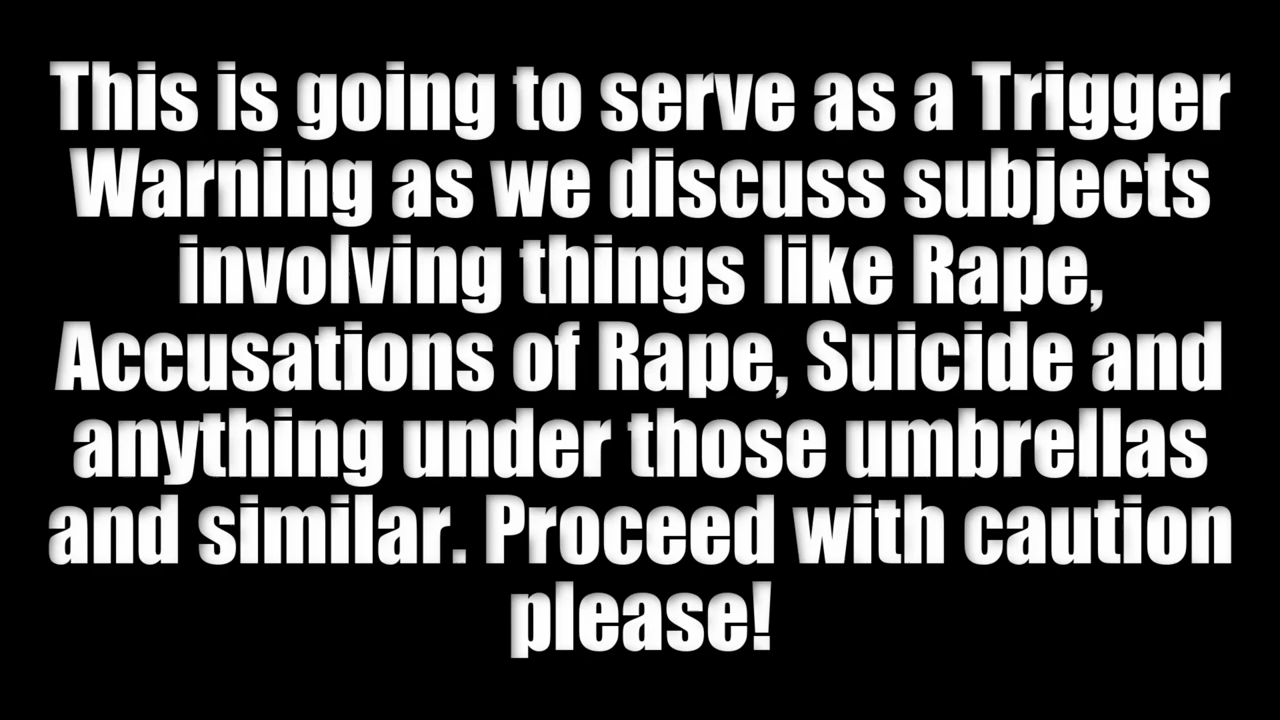 This is going to serve as a Trigger
Warning as we discuss subjects
involving things like Rape,
Accusations of Rape, Suicide and
anything under those umbrellas
and similar. Proceed with caution
please!